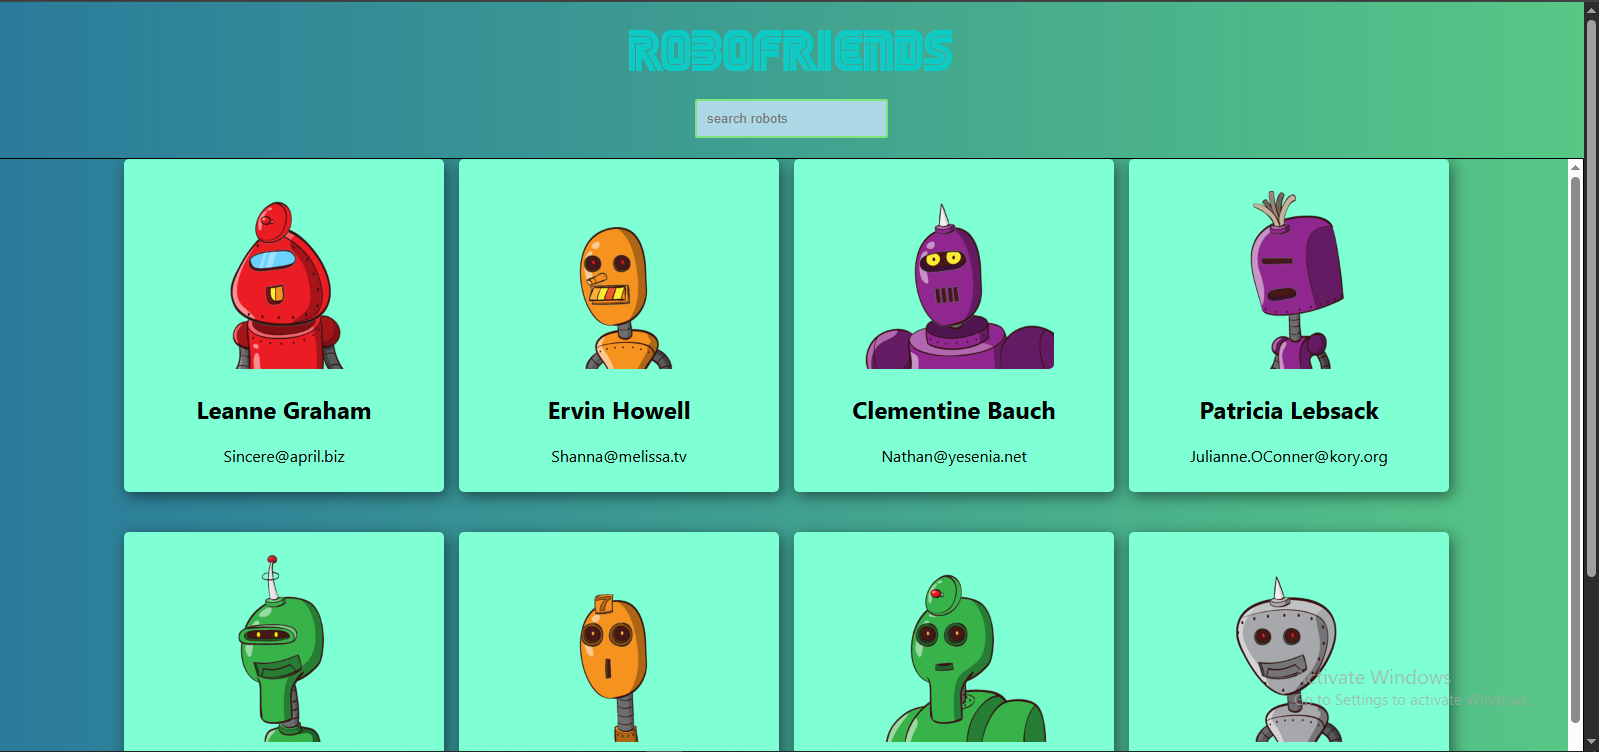 ROBOFRIENDS
search robots
Leanne Graham
Ervin Howell
Clementine Bauch
Patricia Lebsack
Sincere@april.biz
Shanna@melissa.tv
Nathan@yesenia.net
Julianne.OConner@kory.org
7
Activate Windows
Go to Settings to activate Windows.